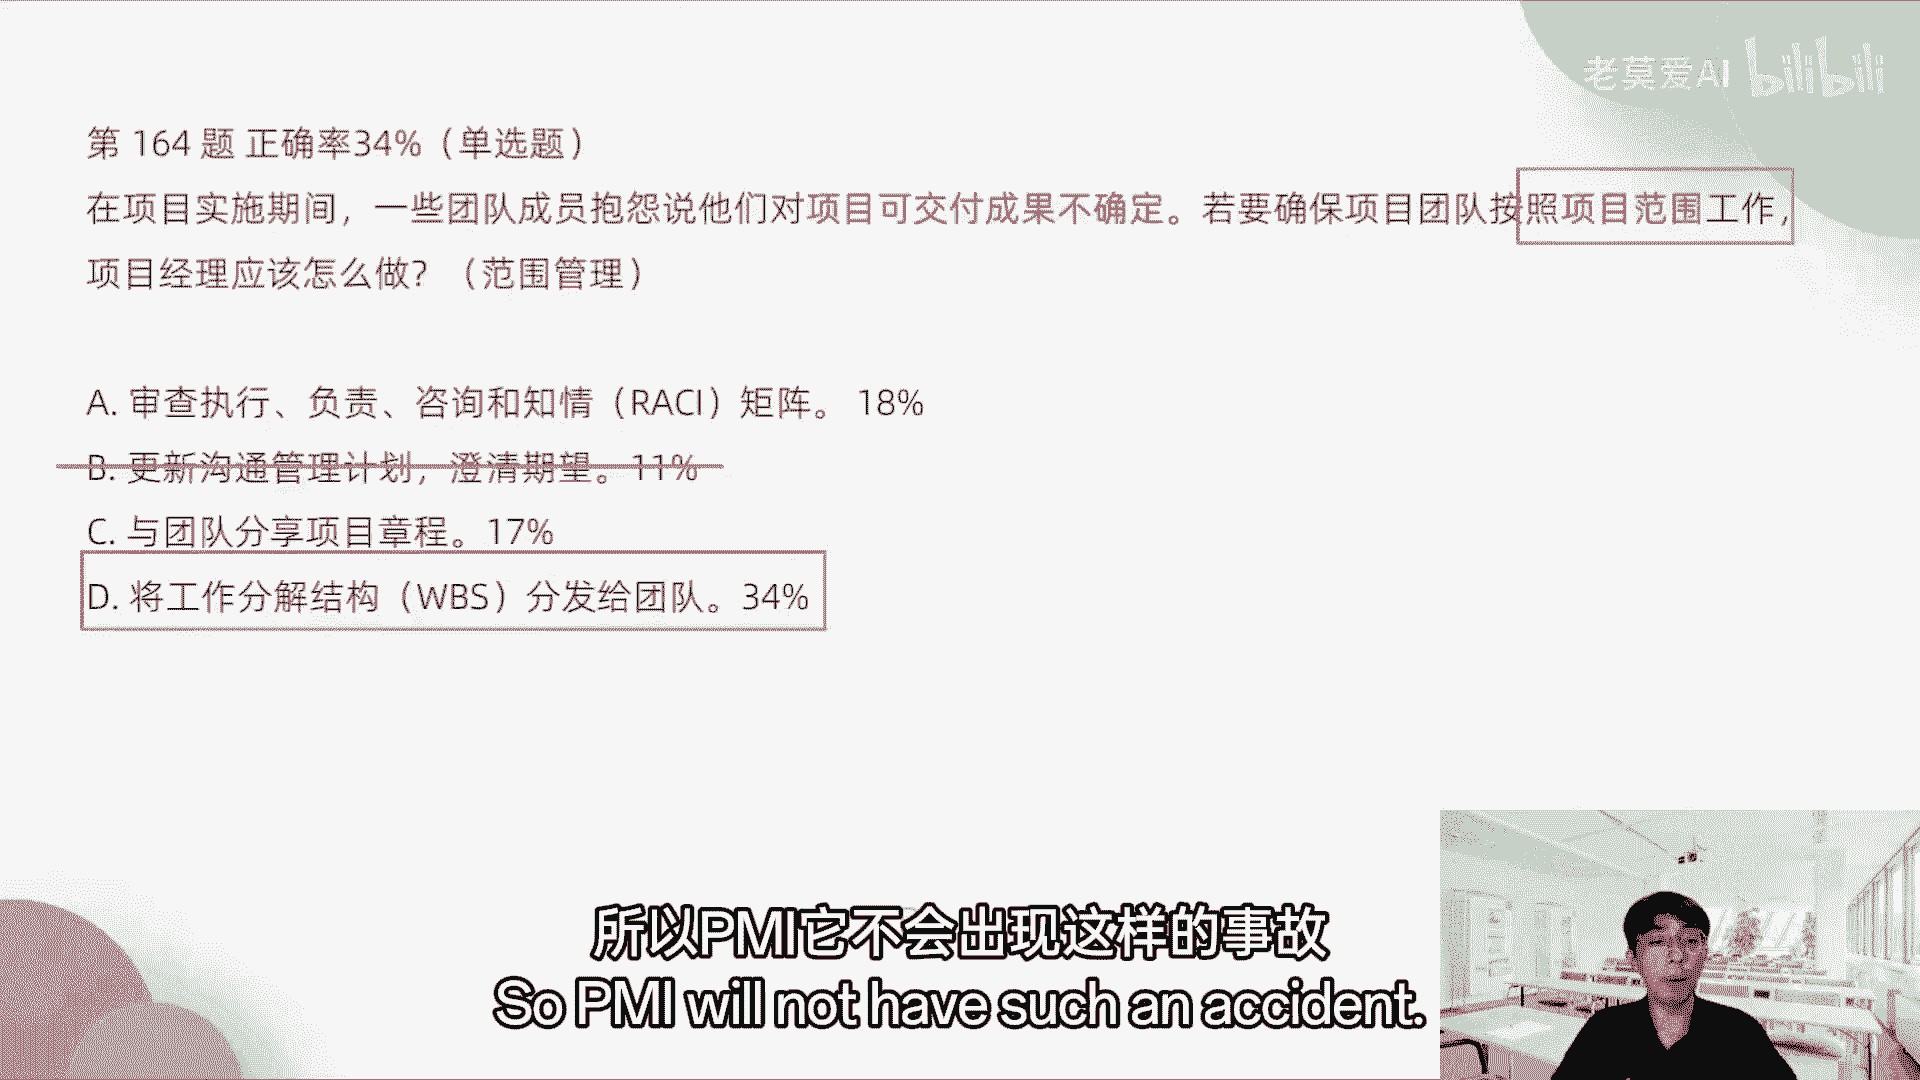 老莫爱AI bilibili
第 164 题 正确率34%（单选题）
在项目实施期间，一些团队成员抱怨说他们对项目可交付成果不确定。若要确保项目团队按照项目范围工作，
项目经理应该怎么做？（范围管理）
A. 审查执行、负责、咨询和知情（RACI）矩阵。 18%
B. 更新沟通管理计划，澄清期望。11%
C. 与团队分享项目章程。17%
D. 将工作分解结构（WBS）分发给团队。34%
所以PMI它不会出现这样的事故
So PMI will not have such an accident.